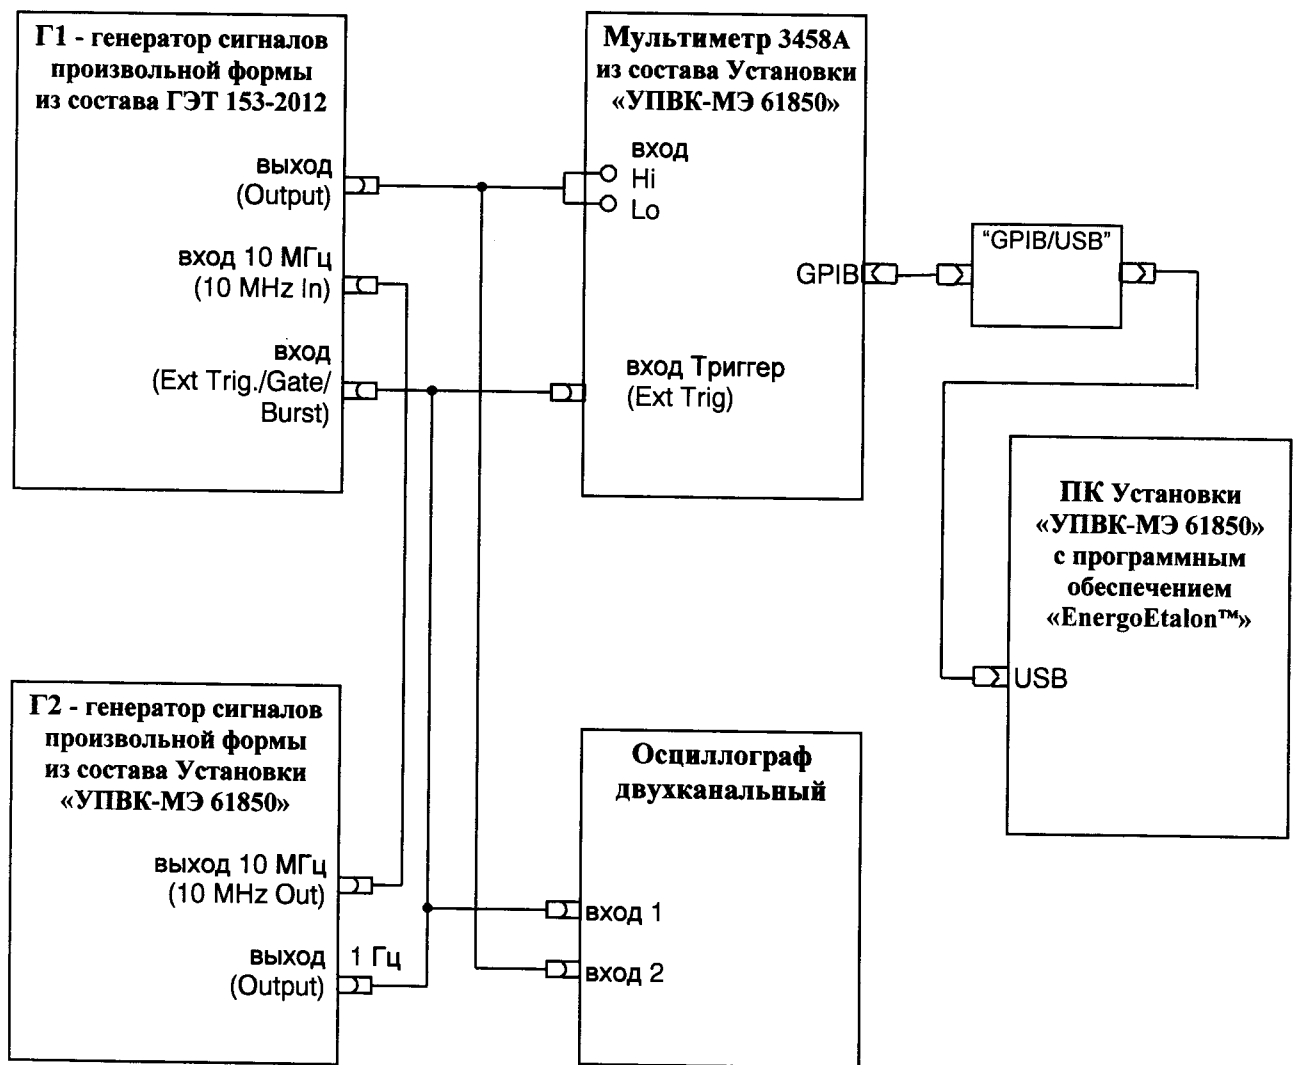 Г1 - генератор сигналов
произвольной формы
из состава ГЭТ 153-2012
выход
(Output)
вход 10 МГц
(10 MHz In)
вход
(Ext Trig./Gate/
Burst)
Мультиметр 3458А
из состава Установки
«УПВК-МЭ 61850»
вход
Hi
Lo
GPIB
вход Триггер
(Ext Trig)
“GPIB/USB”
ПК Установки
«УПВК-МЭ 61850»
с программным
обеспечением
«EnergoEtalon™»
USB
Г2 - генератор сигналов
произвольной формы
из состава Установки
«УПВК-МЭ 61850»
выход 10 МГц
(10 MHz Out)
выход
(Output)
1 Гц
Осциллограф
двухканальный
вход 1
вход 2